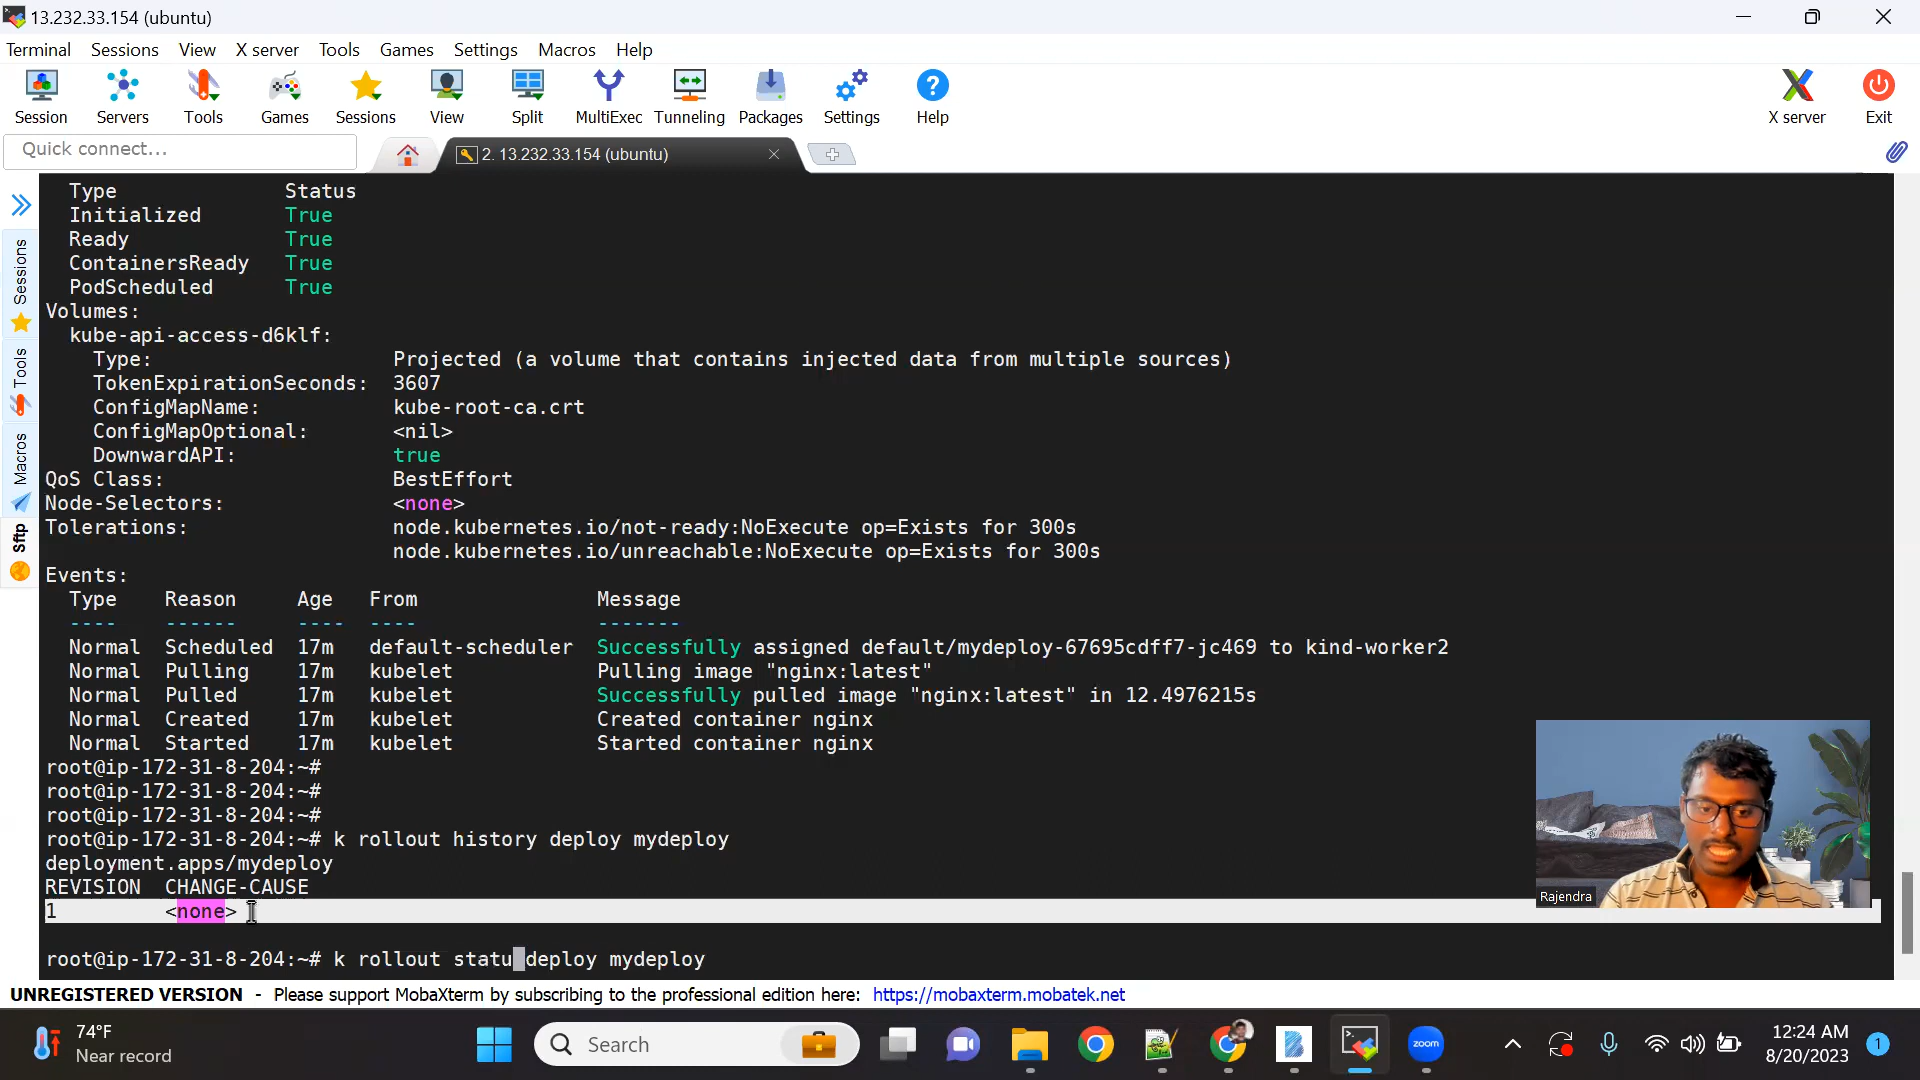 13.232.33.154 (ubuntu)
Terminal Sessions View X server Tools Games Settings Macros Help
Session Servers Tools Games Sessions View Split MultiExec Tunneling Packages Settings Help X server Exit
Quick connect...
2. 13.232.33.154 (ubuntu)
Sessions
Tools
Macros
Sftp
Type Status
Initialized True
Ready True
ContainersReady True
PodScheduled True
Volumes:
kube-api-access-d6klf:
Type: Projected (a volume that contains injected data from multiple sources)
TokenExpirationSeconds: 3607
ConfigMapName: kube-root-ca.crt
ConfigMapOptional: <nil>
DownwardAPI: true
QoS Class: BestEffort
Node-Selectors: <none>
Tolerations: node.kubernetes.io/not-ready:NoExecute op=Exists for 300s
node.kubernetes.io/unreachable:NoExecute op=Exists for 300s
Events:
Type Reason Age From Message
---- ------ ---- ---- -------
Normal Scheduled 17m default-scheduler Successfully assigned default/mydeploy-67695cdff7-jc469 to kind-worker2
Normal Pulling 17m kubelet Pulling image "nginx:latest"
Normal Pulled 17m kubelet Successfully pulled image "nginx:latest" in 12.4976215s
Normal Created 17m kubelet Created container nginx
Normal Started 17m kubelet Started container nginx
root@ip-172-31-8-204:~#
root@ip-172-31-8-204:~#
root@ip-172-31-8-204:~#
root@ip-172-31-8-204:~# k rollout history deploy mydeploy
deployment.apps/mydeploy
REVISION CHANGE-CAUSE
1 <none>
root@ip-172-31-8-204:~# k rollout statu deploy mydeploy
Rajendra
UNREGISTERED VERSION - Please support MobaXterm by subscribing to the professional edition here: https://mobaxterm.mobatek.net
74°F
Near record
Search
zoom
12:24 AM
8/20/2023
1